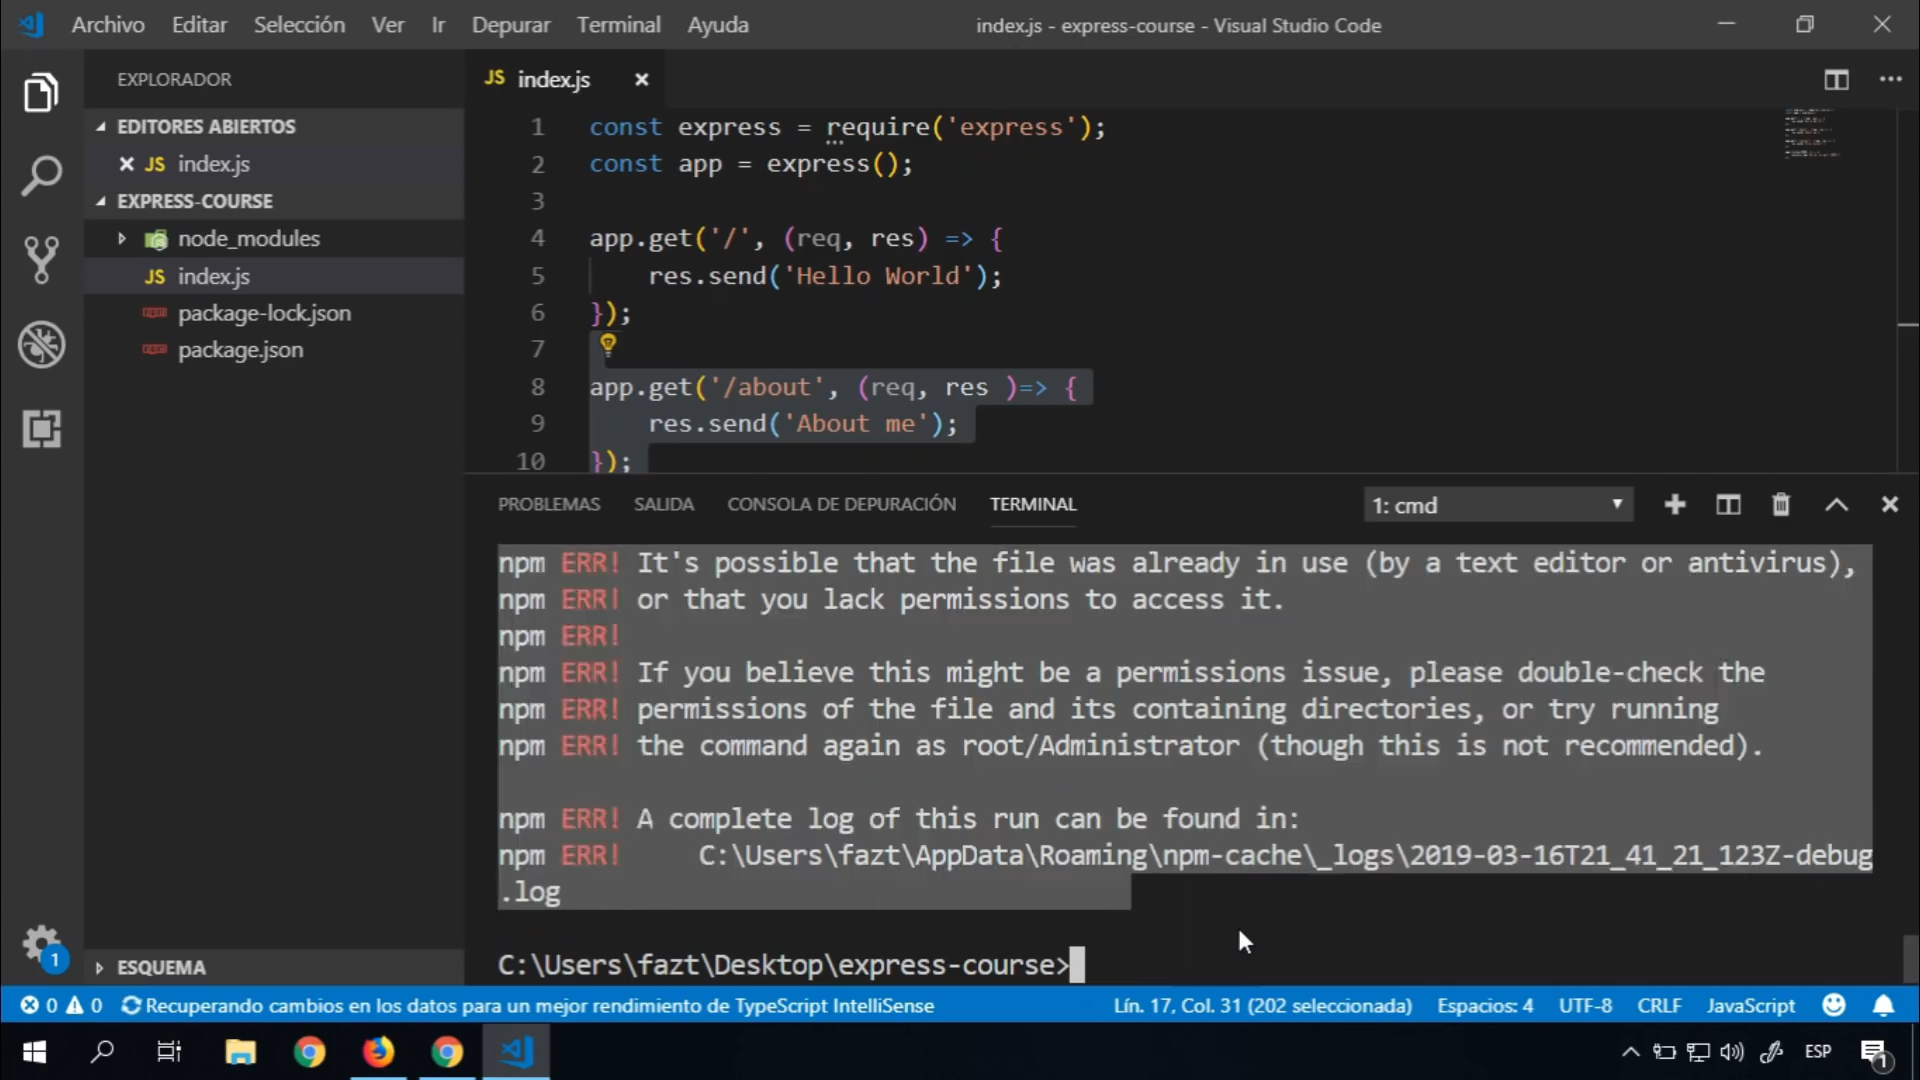 Archivo Editar Selección Ver Ir Depurar Terminal Ayuda index.js - express-course - Visual Studio Code
EXPLORADOR
EDITORES ABIERTOS
JS index.js
EXPRESS-COURSE
node_modules
JS index.js
package-lock.json
package.json
ESQUEMA
1
JS index.js
1 const express = require('express');
2 const app = express();
3
4 app.get('/', (req, res) => {
5 res.send('Hello World');
6 });
7
8 app.get('/about', (req, res )=> {
9 res.send('About me');
10 });
PROBLEMAS SALIDA CONSOLA DE DEPURACIÓN TERMINAL 1: cmd
npm ERR! It's possible that the file was already in use (by a text editor or antivirus),
npm ERR! or that you lack permissions to access it.
npm ERR!
npm ERR! If you believe this might be a permissions issue, please double-check the
npm ERR! permissions of the file and its containing directories, or try running
npm ERR! the command again as root/Administrator (though this is not recommended).
npm ERR! A complete log of this run can be found in:
npm ERR!     C:\Users\fazt\AppData\Roaming\npm-cache\_logs\2019-03-16T21_41_21_123Z-debug
.log
C:\Users\fazt\Desktop\express-course>
0 0 Recuperando cambios en los datos para un mejor rendimiento de TypeScript IntelliSense Lín. 17, Col. 31 (202 seleccionada) Espacios: 4 UTF-8 CRLF JavaScript
ESP 1